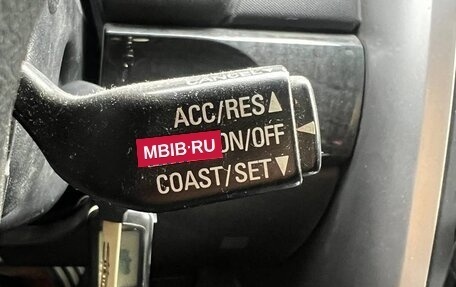 CANCEL
ACC/RES▲
MBIB.RU ON/OFF ◀
COAST/SET▼